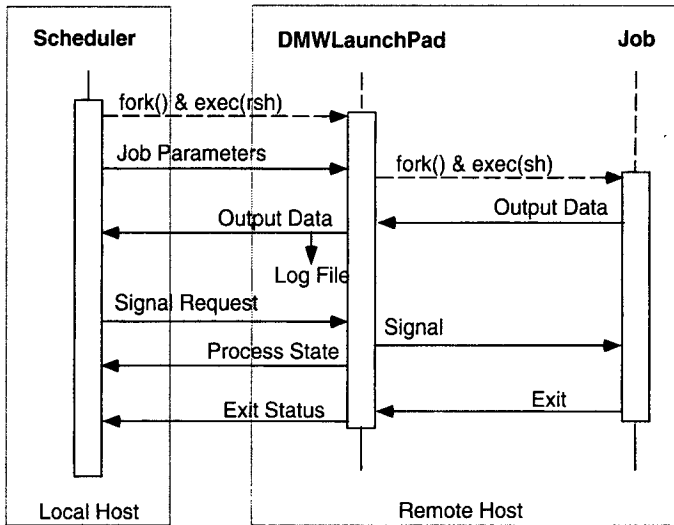 Scheduler
DMWLaunchPad
Job
fork() & exec(rsh)
Job Parameters
fork() & exec(sh)
Output Data
Output Data
Log File
Signal Request
Signal
Process State
Exit Status
Exit
Local Host
Remote Host